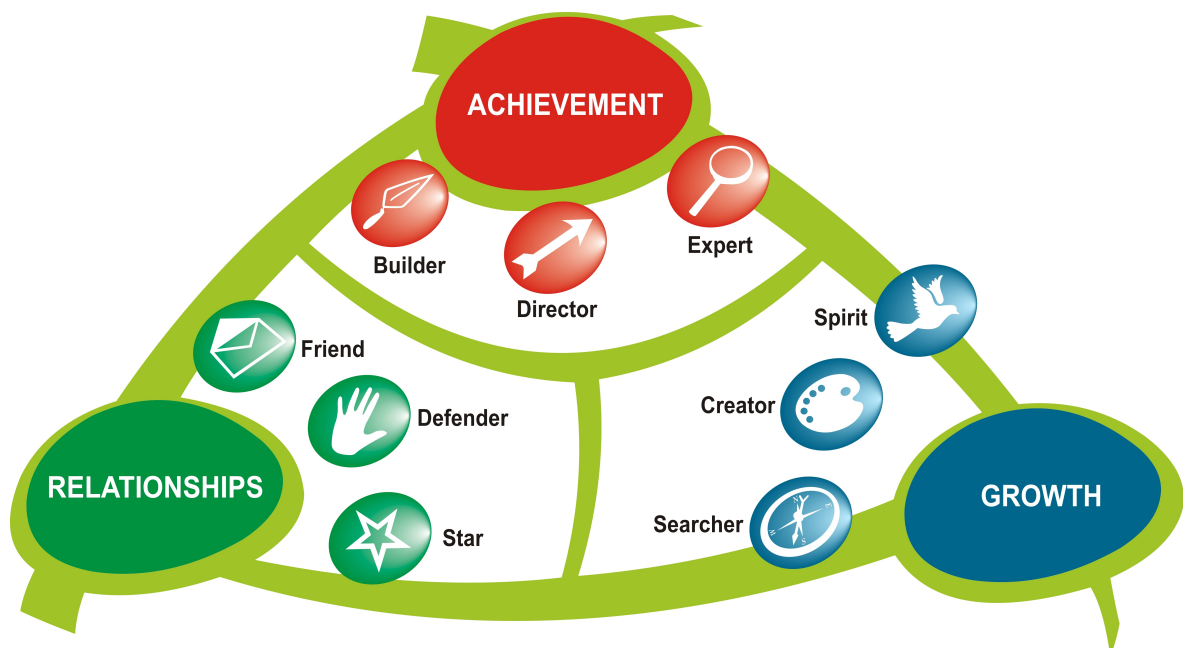 ACHIEVEMENT
Builder
Director
Expert
Spirit
Friend
Creator
Defender
RELATIONSHIPS
GROWTH
Searcher
Star
N
E
S
W